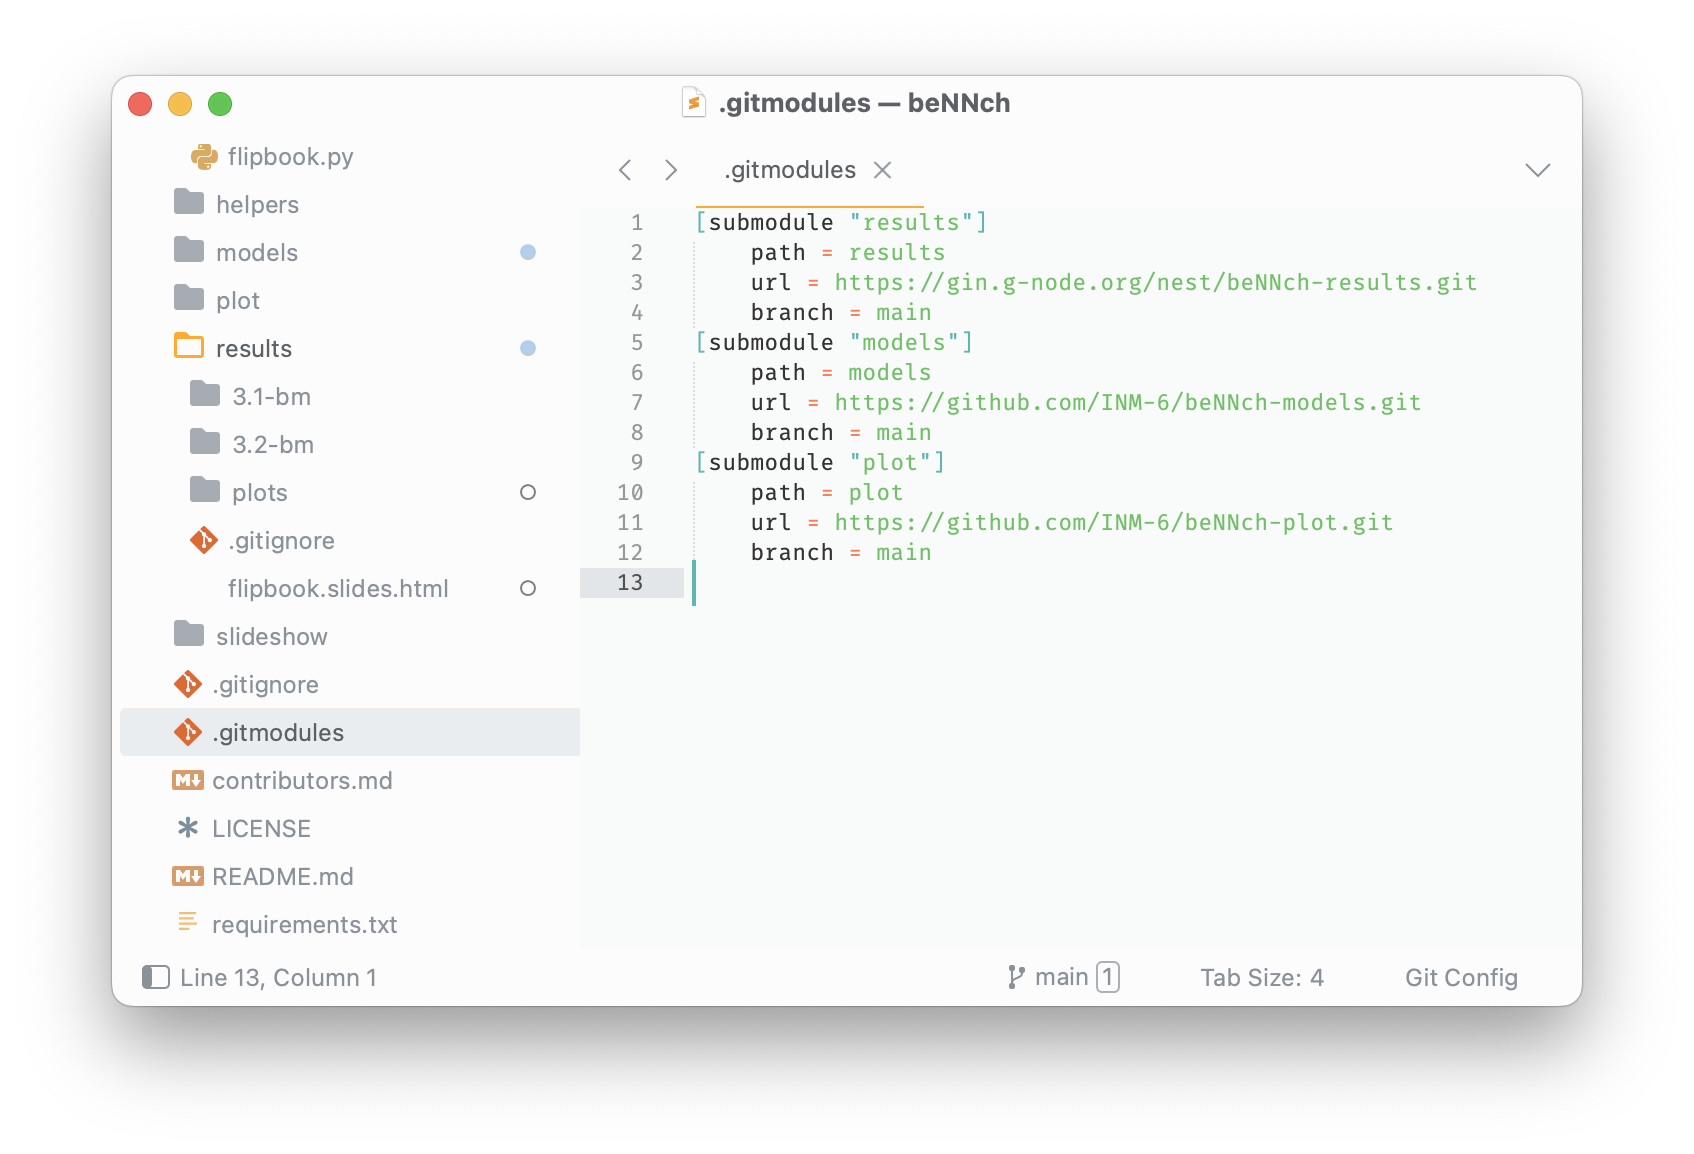 .gitmodules — beNNch
flipbook.py
helpers
models
plot
results
3.1-bm
3.2-bm
plots
.gitignore
flipbook.slides.html
slideshow
.gitignore
.gitmodules
contributors.md
LICENSE
README.md
requirements.txt
.gitmodules
1 [submodule "results"]
2 path = results
3 url = https://gin.g-node.org/nest/beNNch-results.git
4 branch = main
5 [submodule "models"]
6 path = models
7 url = https://github.com/INM-6/beNNch-models.git
8 branch = main
9 [submodule "plot"]
10 path = plot
11 url = https://github.com/INM-6/beNNch-plot.git
12 branch = main
13
Line 13, Column 1
main 1
Tab Size: 4
Git Config